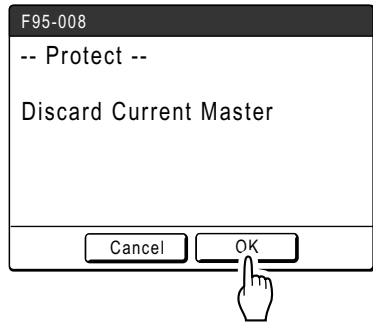 F95-008
-- Protect --
Discard Current Master
Cancel OK